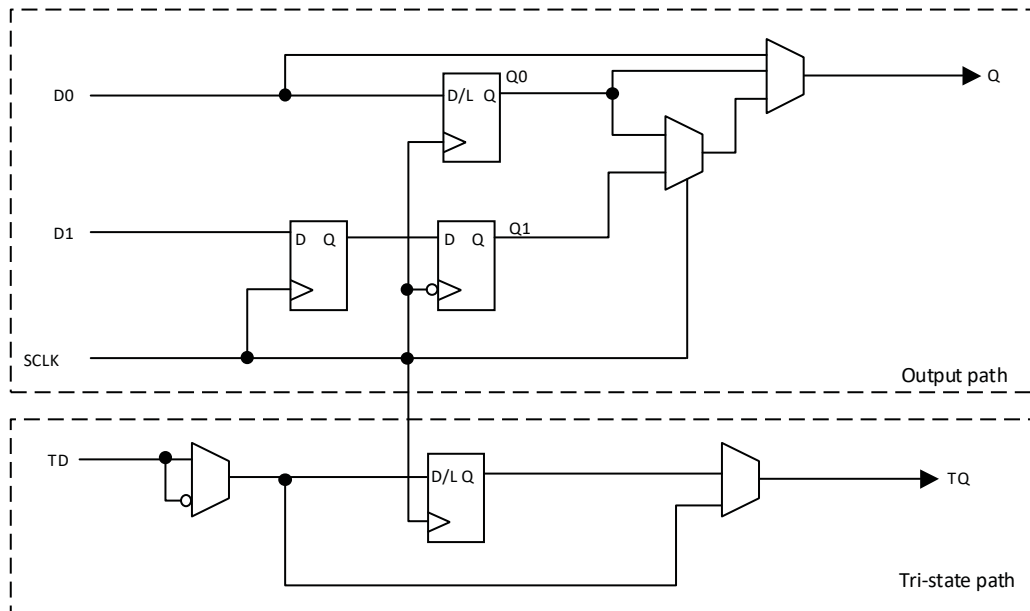 Q0
D0
D/L Q
Q
D1
D Q
D Q
Q1
SCLK
Output path
TD
D/L Q
TQ
Tri-state path